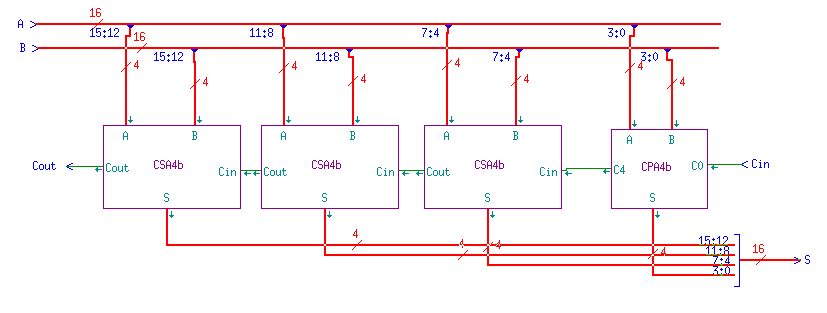 16
A
15:12 11:8 7:4 3:0
16
B
15:12 11:8 7:4 3:0
4 4 4 4
4 4 4 4
A B A B A B A B
Cout Cout CSA4b Cin Cout CSA4b Cin Cout CSA4b Cin C4 CPA4b C0 Cin
S S S S
4 15:12
4 4 4 11:8 16
7:4 S
3:0